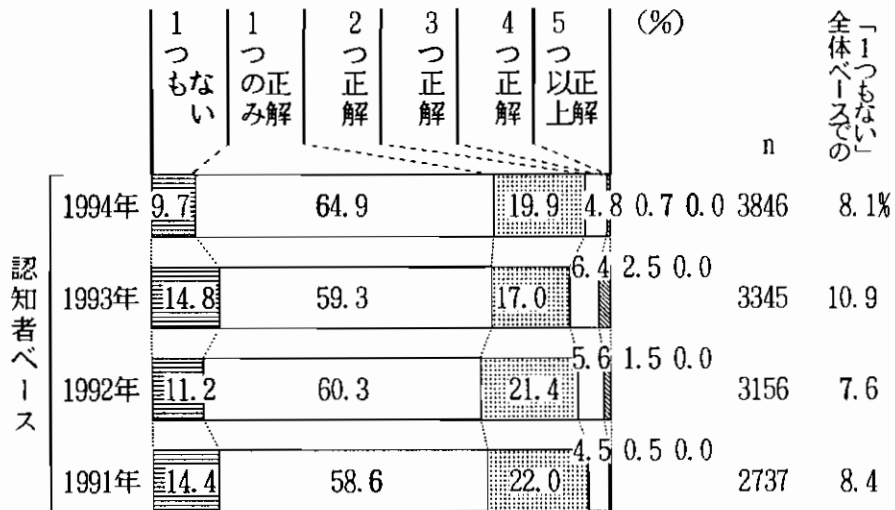 1つもない
1つのみ正解
2つ正解
3つ正解
4つ正解
5つ以上正解
(%)
n
「1つもない」
全体ベースでの
認知者ベース
1994年 9.7 64.9 19.9 4.8 0.7 0.0 3846 8.1%
1993年 14.8 59.3 17.0 6.4 2.5 0.0 3345 10.9
1992年 11.2 60.3 21.4 5.6 1.5 0.0 3156 7.6
1991年 14.4 58.6 22.0 4.5 0.5 0.0 2737 8.4